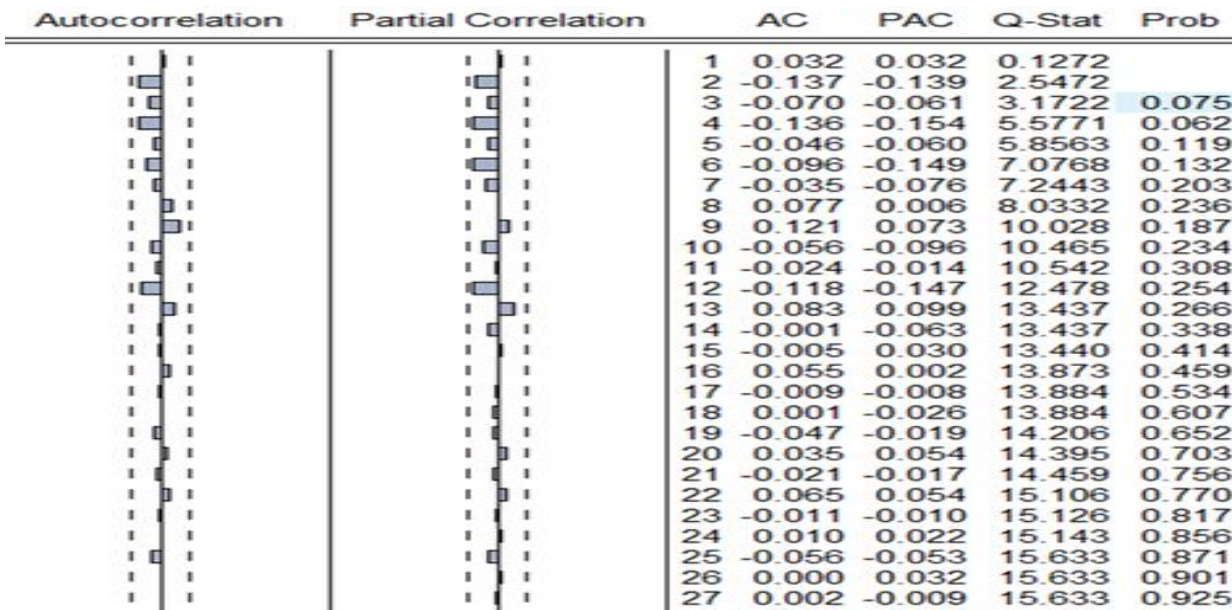 Autocorrelation Partial Correlation AC PAC Q-Stat Prob
1 0.032 0.032 0.1272
2 -0.137 -0.139 2.5472
3 -0.070 -0.061 3.1722 0.075
4 -0.136 -0.154 5.5771 0.062
5 -0.046 -0.060 5.8563 0.119
6 -0.096 -0.149 7.0768 0.132
7 -0.035 -0.076 7.2443 0.203
8 0.077 0.006 8.0332 0.236
9 0.121 0.073 10.028 0.187
10 -0.056 -0.096 10.465 0.234
11 -0.024 -0.014 10.542 0.308
12 -0.118 -0.147 12.478 0.254
13 0.083 0.099 13.437 0.266
14 -0.001 -0.063 13.437 0.338
15 -0.005 0.030 13.440 0.414
16 0.055 0.002 13.873 0.459
17 -0.009 -0.008 13.884 0.534
18 0.001 -0.026 13.884 0.607
19 -0.047 -0.019 14.206 0.652
20 0.035 0.054 14.395 0.703
21 -0.021 -0.017 14.459 0.756
22 0.065 0.054 15.106 0.770
23 -0.011 -0.010 15.126 0.817
24 0.010 0.022 15.143 0.856
25 -0.056 -0.053 15.633 0.871
26 0.000 0.032 15.633 0.901
27 0.002 -0.009 15.633 0.925